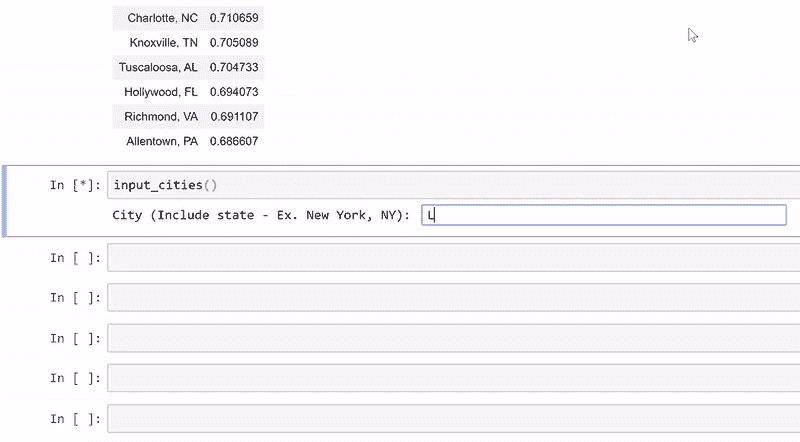 Charlotte, NC 0.710659
Knoxville, TN 0.705089
Tuscaloosa, AL 0.704733
Hollywood, FL 0.694073
Richmond, VA 0.691107
Allentown, PA 0.686607
In [*]: input_cities()
City (Include state - Ex. New York, NY): L
In [ ]:
In [ ]:
In [ ]:
In [ ]:
In [ ]: